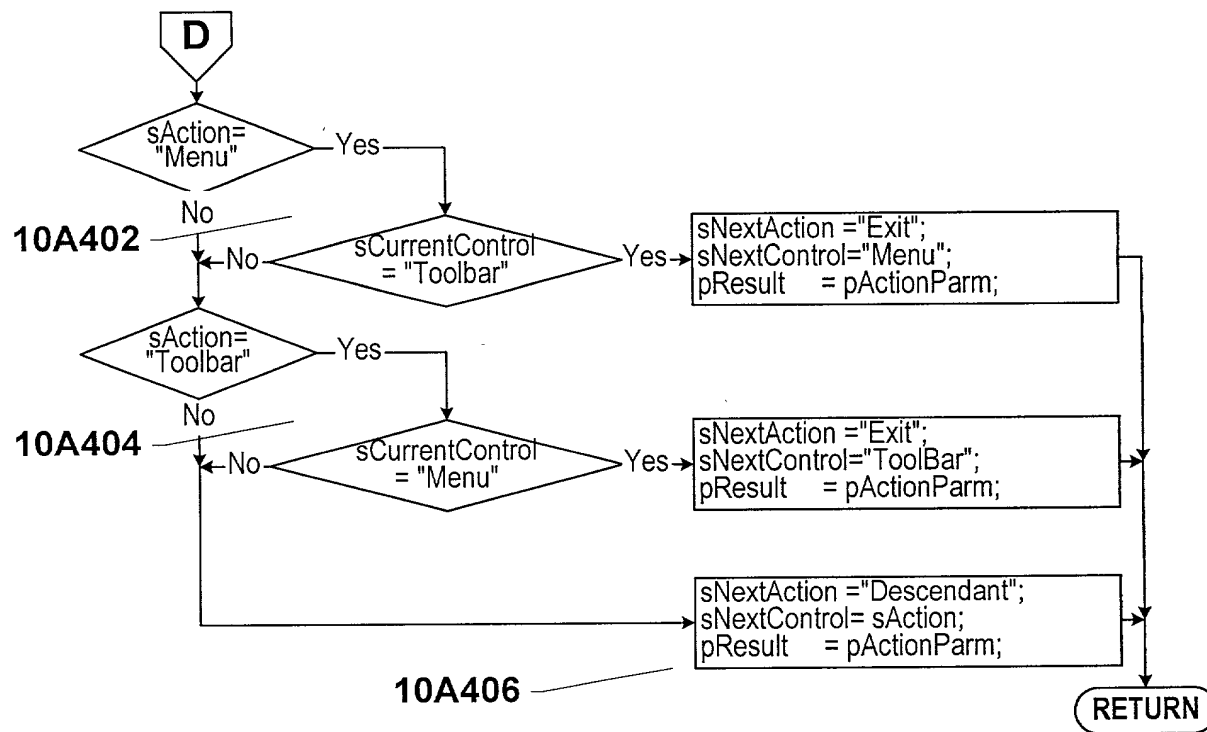 D
sAction=
"Menu"
Yes
No
10A402
sCurrentControl
= "Toolbar"
No
Yes
sNextAction ="Exit";
sNextControl="Menu";
pResult = pActionParm;
sAction=
"Toolbar"
Yes
No
10A404
sCurrentControl
= "Menu"
No
Yes
sNextAction ="Exit";
sNextControl="ToolBar";
pResult = pActionParm;
sNextAction ="Descendant";
sNextControl= sAction;
pResult = pActionParm;
10A406
RETURN